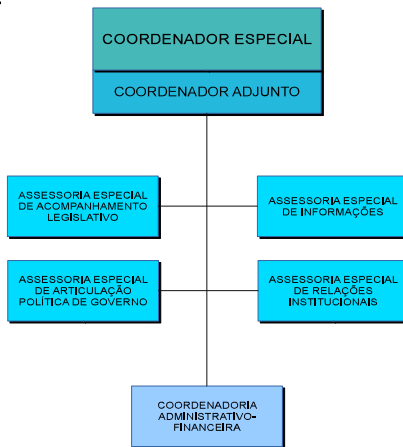 COORDENADOR ESPECIAL
COORDENADOR ADJUNTO
ASSESSORIA ESPECIAL
DE ACOMPANHAMENTO
LEGISLATIVO
ASSESSORIA ESPECIAL
DE INFORMAÇÕES
ASSESSORIA ESPECIAL
DE ARTICULAÇÃO
POLÍTICA DE GOVERNO
ASSESSORIA ESPECIAL
DE RELAÇÕES
INSTITUCIONAIS
COORDENADORIA
ADMINISTRATIVO-
FINANCEIRA